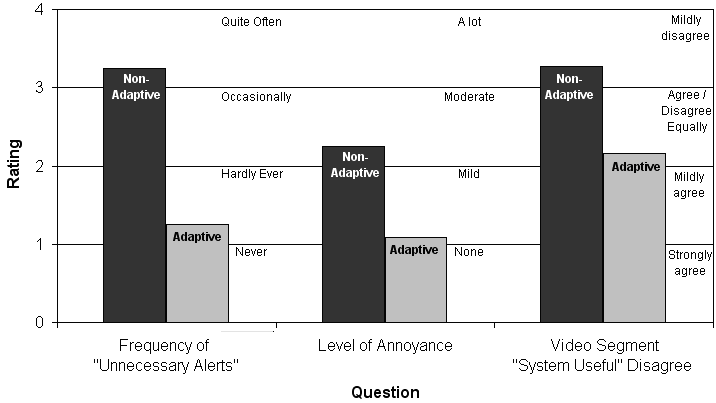 4
Quite Often
A lot
Mildly
disagree
Non-
Adaptive
Non-
Adaptive
3
Occasionally
Moderate
Agree /
Disagree
Equally
Non-
Adaptive
Adaptive
Rating
2
Hardly Ever
Mild
Mildly
agree
Adaptive
Adaptive
1
Never
None
Strongly
agree
0
Frequency of
"Unnecessary Alerts"
Level of Annoyance
Video Segment
"System Useful" Disagree
Question